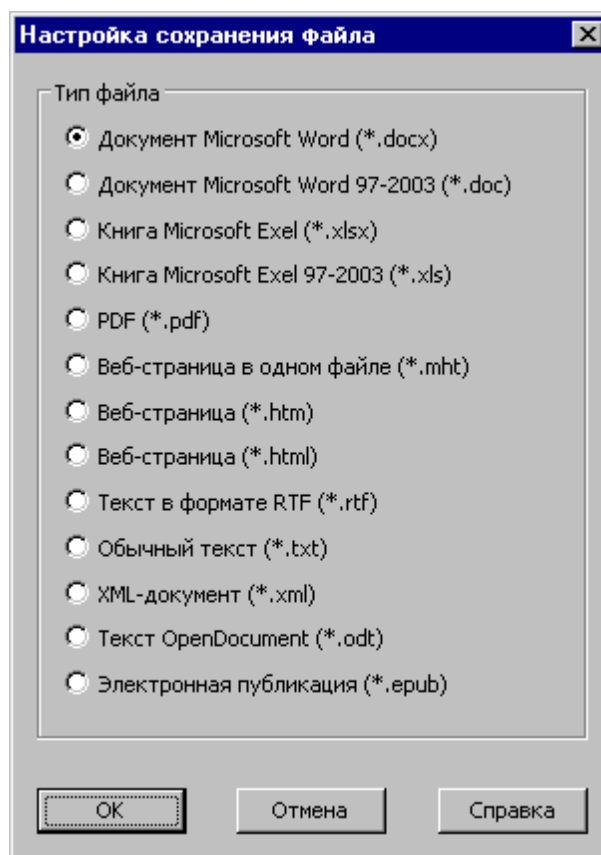 Настройка сохранения файла
Тип файла
Документ Microsoft Word (*.docx)
Документ Microsoft Word 97-2003 (*.doc)
Книга Microsoft Exel (*.xlsx)
Книга Microsoft Exel 97-2003 (*.xls)
PDF (*.pdf)
Веб-страница в одном файле (*.mht)
Веб-страница (*.htm)
Веб-страница (*.html)
Текст в формате RTF (*.rtf)
Обычный текст (*.txt)
XML-документ (*.xml)
Текст OpenDocument (*.odt)
Электронная публикация (*.epub)
OK Отмена Справка